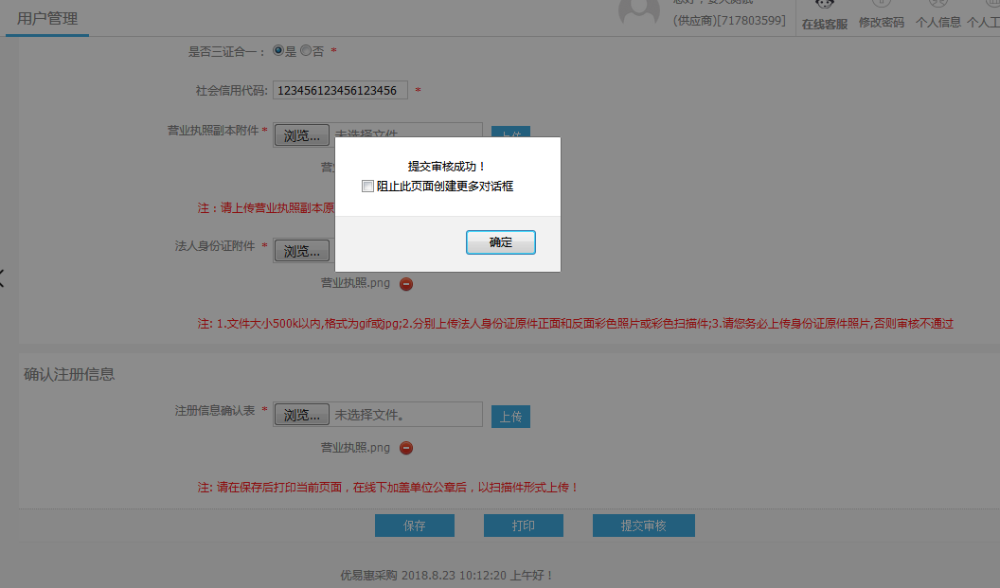 用户管理
(供应商)[717803599]
在线客服 修改密码 个人信息
是否三证合一： 是 否 *
社会信用代码: 123456123456123456 *
营业执照副本附件 * 浏览... 未选择文件 上传
提交审核成功！
阻止此页面创建更多对话框
确定
注：请上传营业执照副本原
法人身份证附件 * 浏览...
营业执照.png
注: 1.文件大小500k以内,格式为gif或jpg;2.分别上传法人身份证原件正面和反面彩色照片或彩色扫描件;3.请您务必上传身份证原件照片,否则审核不通过
确认注册信息
注册信息确认表 * 浏览... 未选择文件。 上传
营业执照.png
注: 请在保存后打印当前页面，在线下加盖单位公章后，以扫描件形式上传！
保存 打印 提交审核
优易惠采购 2018.8.23 10:12:20 上午好！